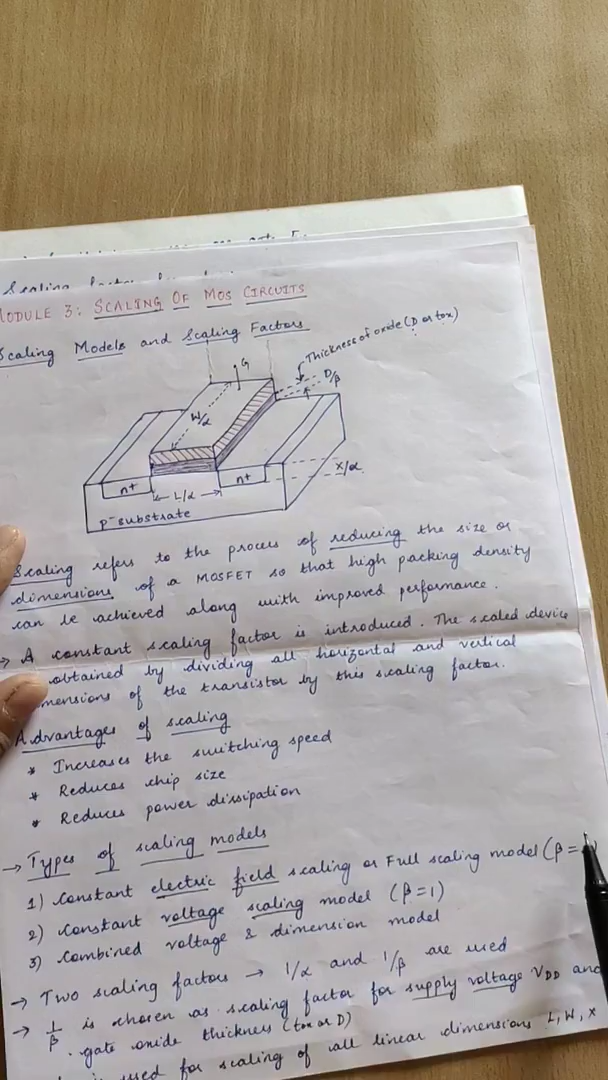 Scaling factor
MODULE 3: SCALING OF MOS CIRCUITS
Scaling Models and Scaling Factors
Thickness of oxide (D or tox)
G
D/β
W/α
X/α
n+
L/α
n+
p- substrate
Scaling refers to the process of reducing the size or
dimensions of a MOSFET so that high packing density
can be achieved along with improved performance.
→ A constant scaling factor is introduced. The scaled device
obtained by dividing all horizontal and vertical
mensions of the transistor by this scaling factor.
Advantages of scaling
* Increases the switching speed
* Reduces chip size
* Reduces power dissipation
→ Types of scaling models
1) constant electric field scaling or Full scaling model (β =
2) constant voltage scaling model (β=1)
3) combined voltage & dimension model
→ Two scaling factors → 1/α and 1/β are used
→ 1/β is chosen as scaling factor for supply voltage VDD and
gate oxide thickness (tox or D)
used for scaling of all linear dimensions L, W, X